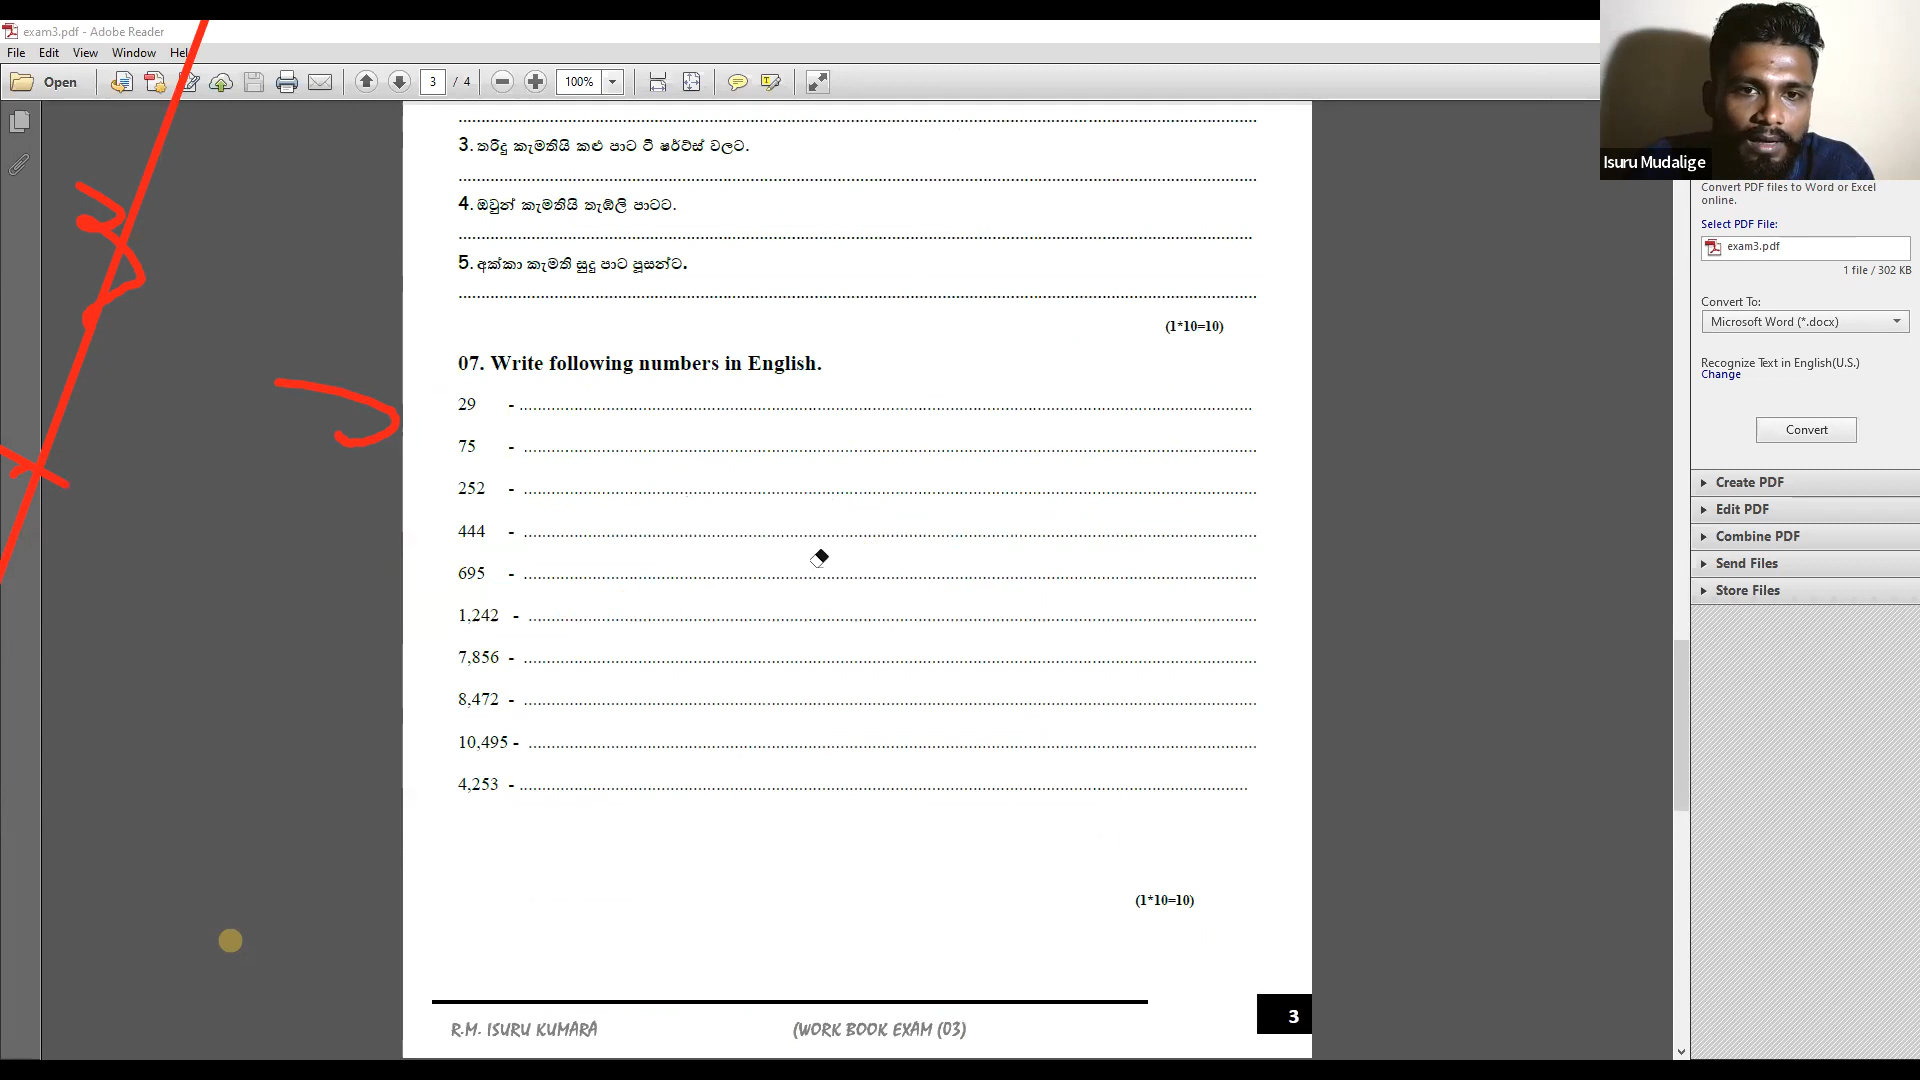 exam3.pdf - Adobe Reader
File Edit View Window
Open
3 / 4
100%
Isuru Mudalige
3. තරිදු කැමතියි කළු පාට ටී ෂර්ට්ස් වලට.
4. ඔවුන් කැමතියි තැඹිලි පාටට.
5. අක්කා කැමති සුදු පාට පූසන්ට.
(1*10=10)
07. Write following numbers in English.
29 - ........................................
75 - ........................................
252 - ........................................
444 - ........................................
695 - ........................................
1,242 - ........................................
7,856 - ........................................
8,472 - ........................................
10,495 - ........................................
4,253 - ........................................
(1*10=10)
R.M. ISURU KUMARA (WORK BOOK EXAM (03)
3
Convert PDF files to Word or Excel
online.
Select PDF File:
exam3.pdf
1 file / 302 KB
Convert To:
Microsoft Word (*.docx)
Recognize Text in English(U.S.)
Change
Convert
Create PDF
Edit PDF
Combine PDF
Send Files
Store Files